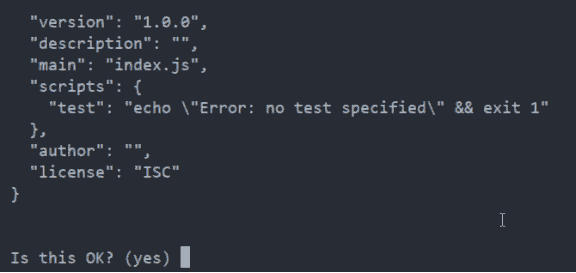 "version": "1.0.0",
"description": "",
"main": "index.js",
"scripts": {
"test": "echo \"Error: no test specified\" && exit 1"
},
"author": "",
"license": "ISC"
}
Is this OK? (yes)